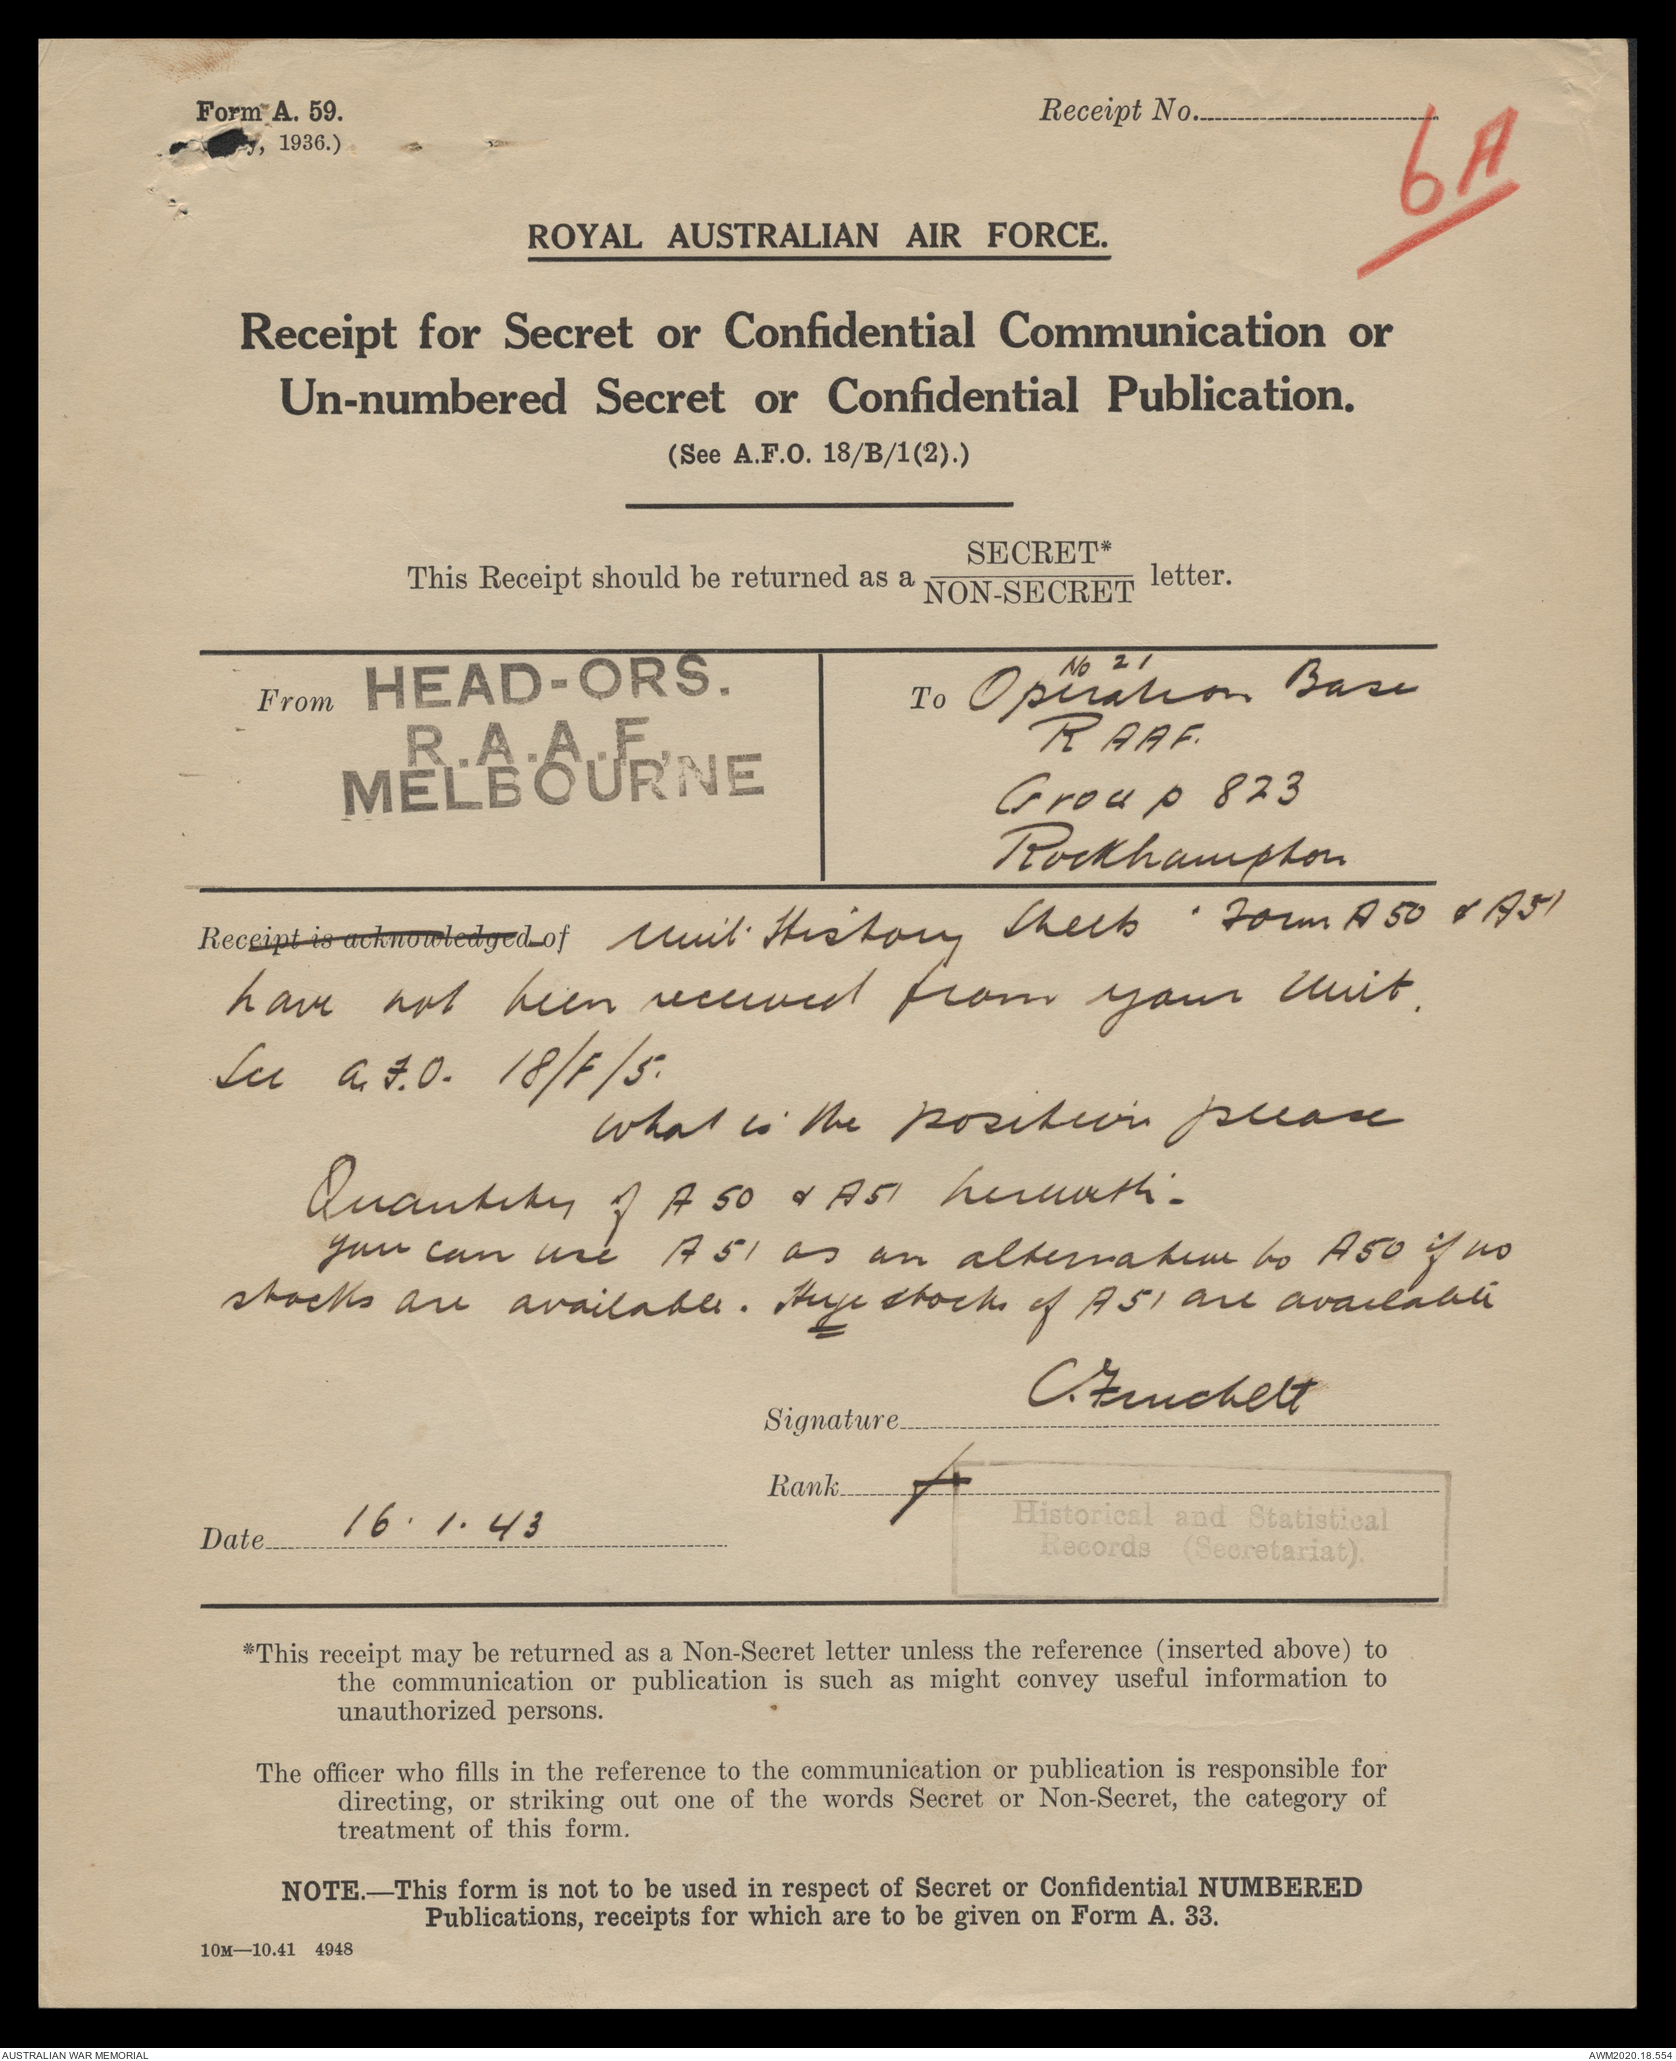 Form A. 59.
Receipt No.
, 1936.)
6A
ROYAL AUSTRALIAN AIR FORCE.
Receipt for Secret or Confidential Communication or
Un-numbered Secret or Confidential Publication.
(See A.F.O. 18/B/1(2).)
This Receipt should be returned as a SECRET*/NON-SECRET letter.
From HEAD-QRS.
R.A.A.F.
MELBOURNE
To No 21
Operation Base
RAAF.
Group 823
Rockhampton
Receipt is acknowledged of Unit History Sheets Form A50 & A51
have not been received from your Unit.
See A.F.O. 18/F/5.
What is the position please
Quantity of A50 & A51 herewith.
You can use A51 as an alternative to A50 if no
stocks are available. Huge stocks of A51 are available
Signature
Rank
Historical and Statistical
Records (Secretariat).
Date 16.1.43
*This receipt may be returned as a Non-Secret letter unless the reference (inserted above) to
the communication or publication is such as might convey useful information to
unauthorized persons.
The officer who fills in the reference to the communication or publication is responsible for
directing, or striking out one of the words Secret or Non-Secret, the category of
treatment of this form.
NOTE.—This form is not to be used in respect of Secret or Confidential NUMBERED
Publications, receipts for which are to be given on Form A. 33.
10M—10.41 4948
AUSTRALIAN WAR MEMORIAL
AWM2020.18.554